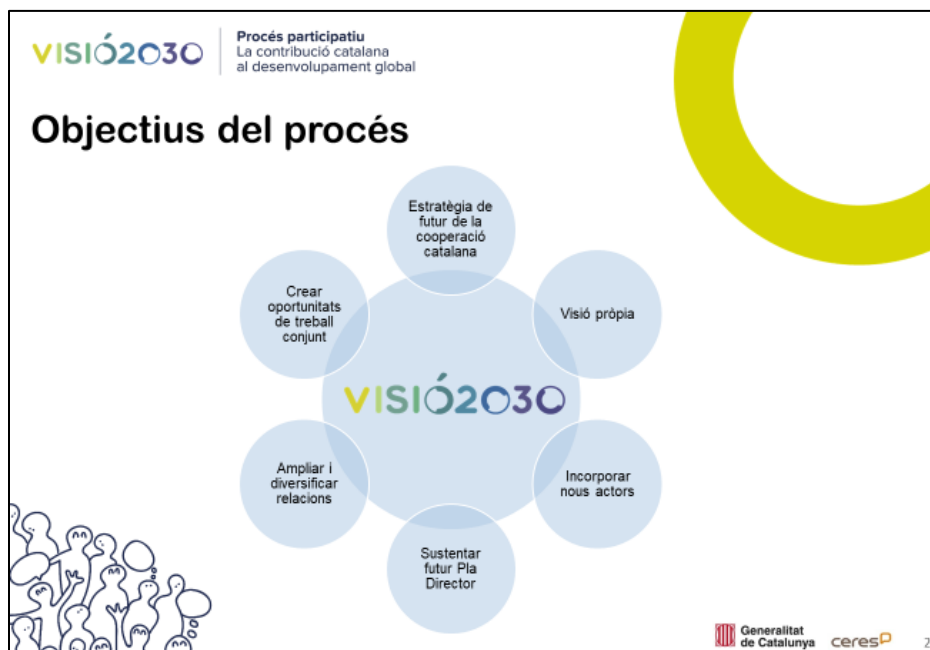 VISIÓ2030
Procés participatiu
La contribució catalana
al desenvolupament global
Objectius del procés
Estratègia de
futur de la
cooperació
catalana
Visió pròpia
Incorporar
nous actors
Sustentar
futur Pla
Director
Ampliar i
diversificar
relacions
Crear
oportunitats
de treball
conjunt
VISIÓ2030
Generalitat
de Catalunya
ceresp
2